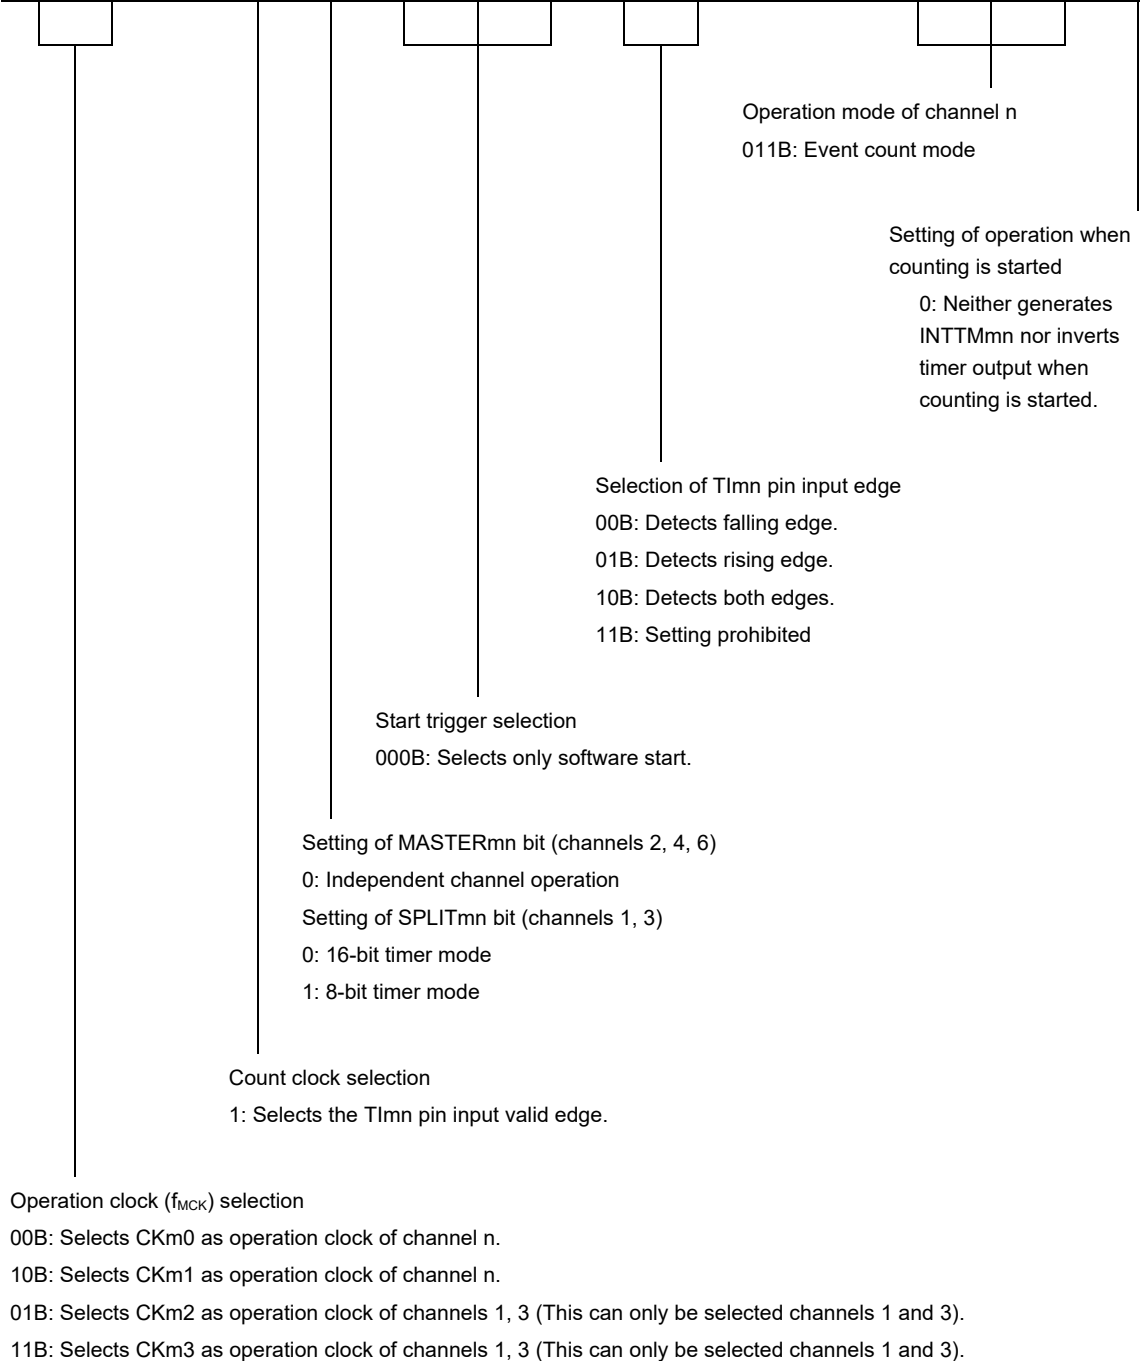 Operation mode of channel n
011B: Event count mode
Setting of operation when
counting is started
0: Neither generates
INTTMmn nor inverts
timer output when
counting is started.
Selection of TImn pin input edge
00B: Detects falling edge.
01B: Detects rising edge.
10B: Detects both edges.
11B: Setting prohibited
Start trigger selection
000B: Selects only software start.
Setting of MASTERmn bit (channels 2, 4, 6)
0: Independent channel operation
Setting of SPLITmn bit (channels 1, 3)
0: 16-bit timer mode
1: 8-bit timer mode
Count clock selection
1: Selects the TImn pin input valid edge.
Operation clock (fMCK) selection
00B: Selects CKm0 as operation clock of channel n.
10B: Selects CKm1 as operation clock of channel n.
01B: Selects CKm2 as operation clock of channels 1, 3 (This can only be selected channels 1 and 3).
11B: Selects CKm3 as operation clock of channels 1, 3 (This can only be selected channels 1 and 3).